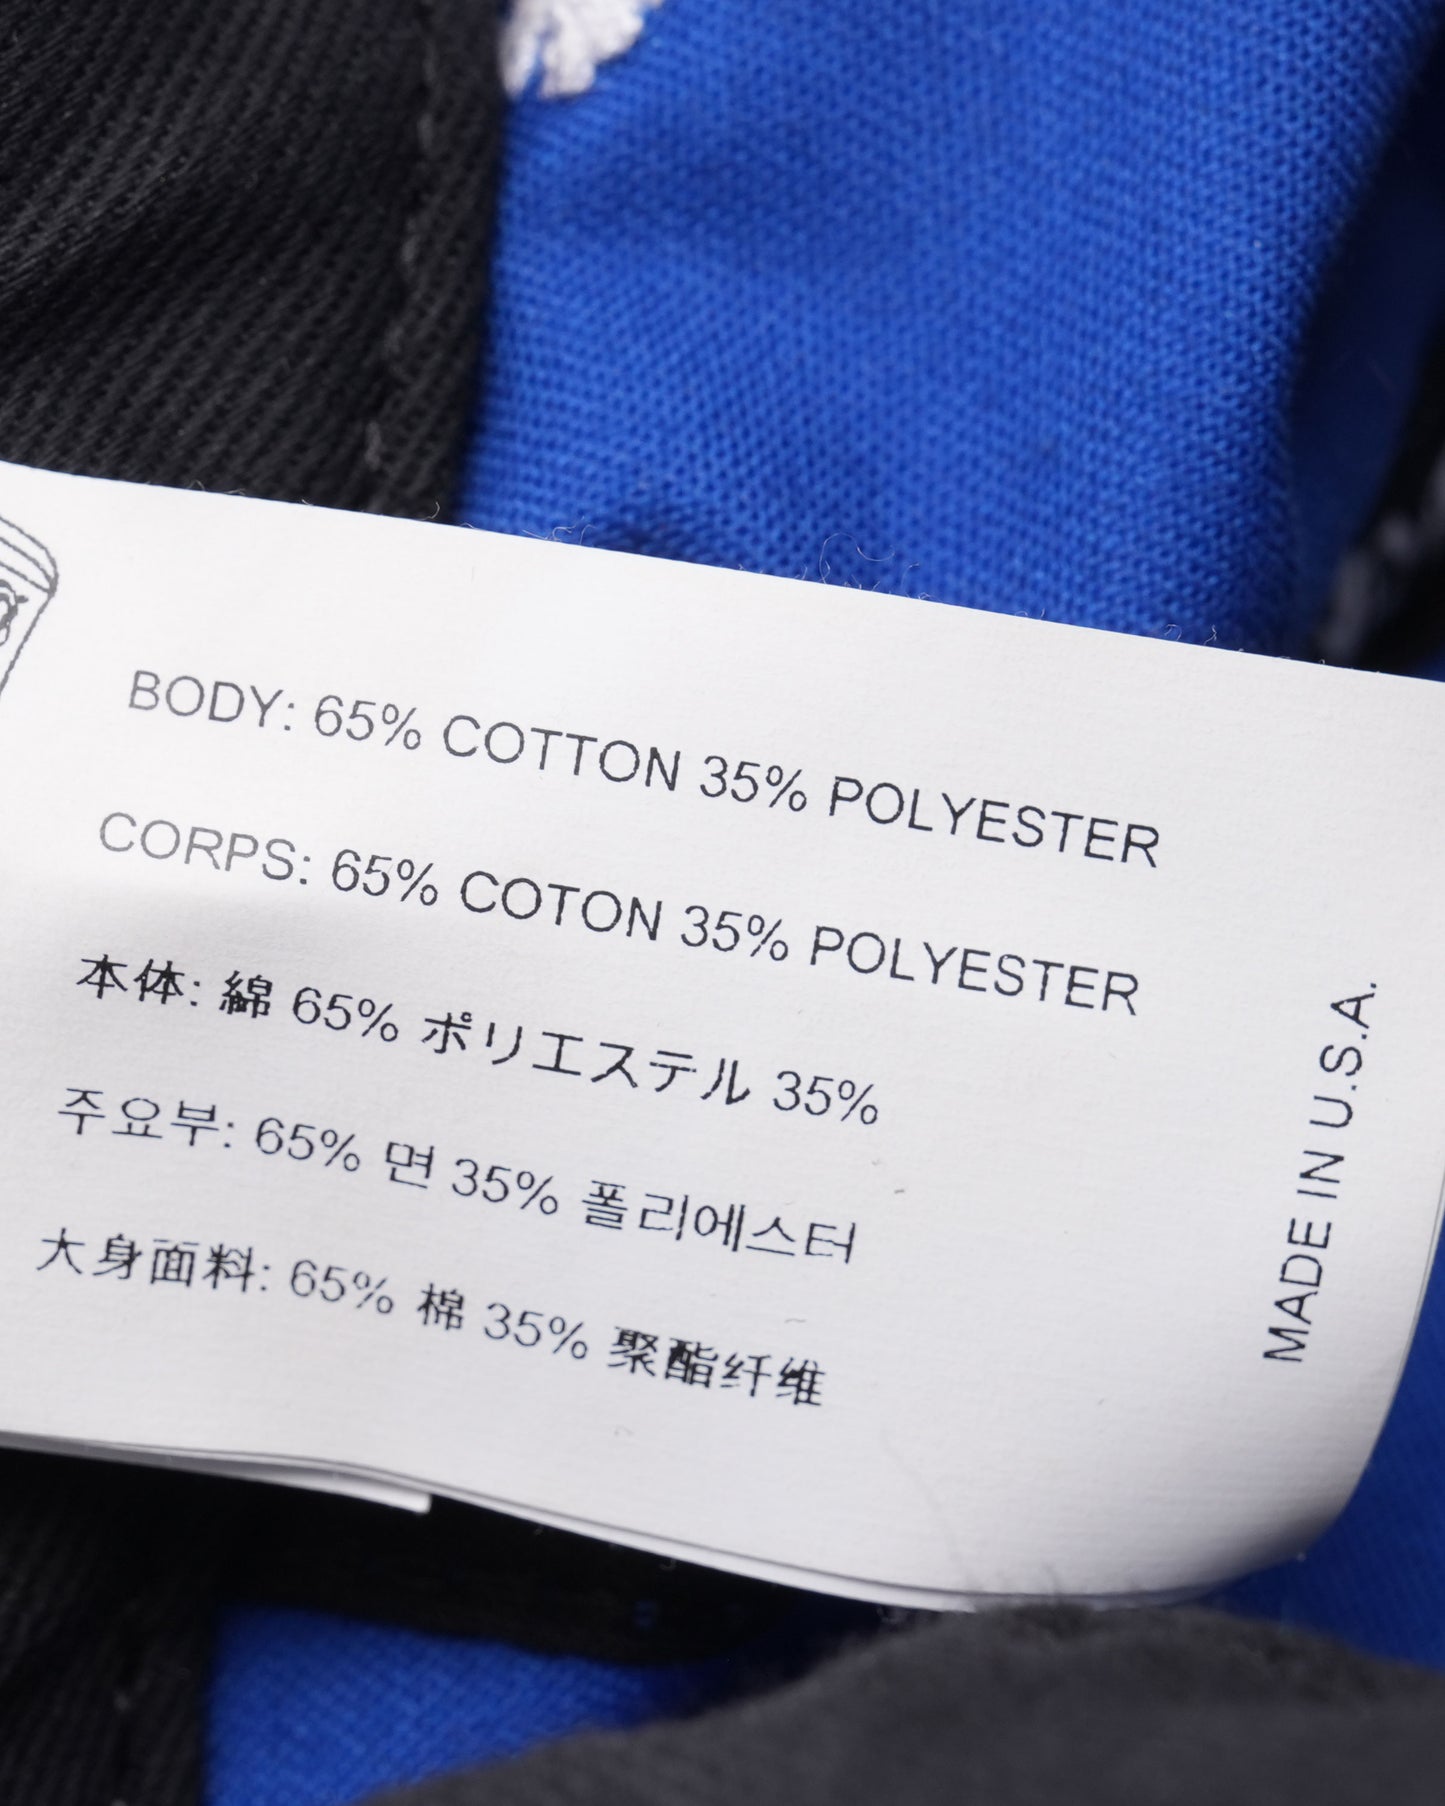 BODY: 65% COTTON 35% POLYESTER
CORPS: 65% COTON 35% POLYESTER
本体: 綿 65% ポリエステル 35%
주요부: 65% 면 35% 폴리에스터
大身面料: 65% 棉 35% 聚酯纤维
MADE IN U.S.A.